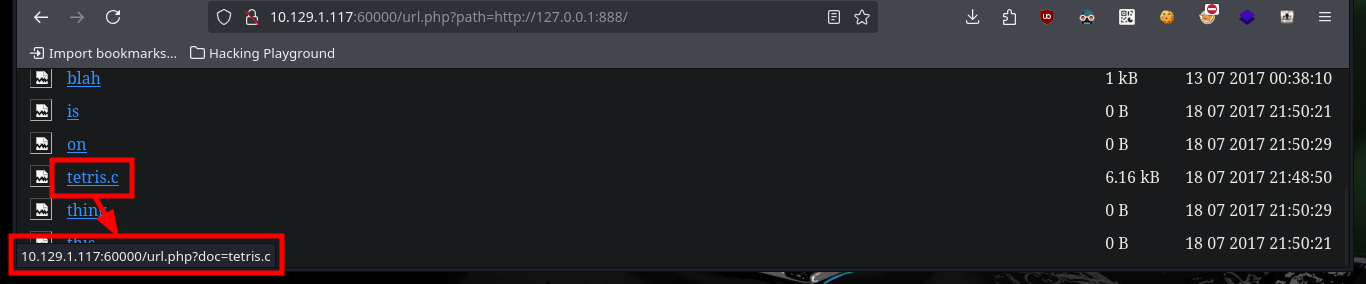 10.129.1.117:60000/url.php?path=http://127.0.0.1:888/
Import bookmarks... Hacking Playground
blah 1 kB 13 07 2017 00:38:10
is 0 B 18 07 2017 21:50:21
on 0 B 18 07 2017 21:50:29
tetris.c 6.16 kB 18 07 2017 21:48:50
think 0 B 18 07 2017 21:50:29
this 0 B 18 07 2017 21:50:21
10.129.1.117:60000/url.php?doc=tetris.c